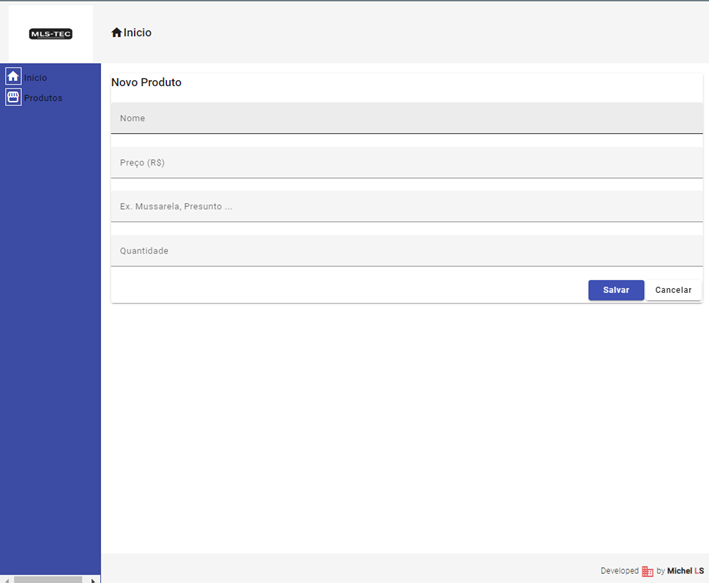 MLS-TEC
Inicio
Inicio
Produtos
Novo Produto
Nome
Preço (R$)
Ex. Mussarela, Presunto ...
Quantidade
Salvar
Cancelar
Developed by Michel LS